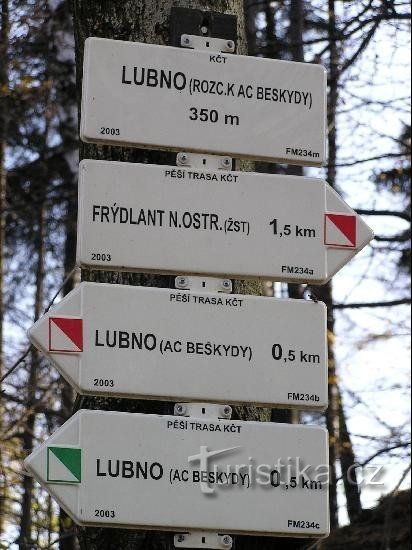 KČT
LUBNO (ROZC.K AC BESKYDY)
350 m
2003 FM234m
PĚŠÍ TRASA KČT
FRÝDLANT N.OSTR.(ŽST) 1,5 km
2003 FM234a
PĚŠÍ TRASA KČT
LUBNO (AC BEŠKYDY) 0,5 km
2003 FM234b
PĚŠÍ TRASA KČT
LUBNO (AC BEŠKYDY) 0,5 km
2003 FM234c
Turistika.cz